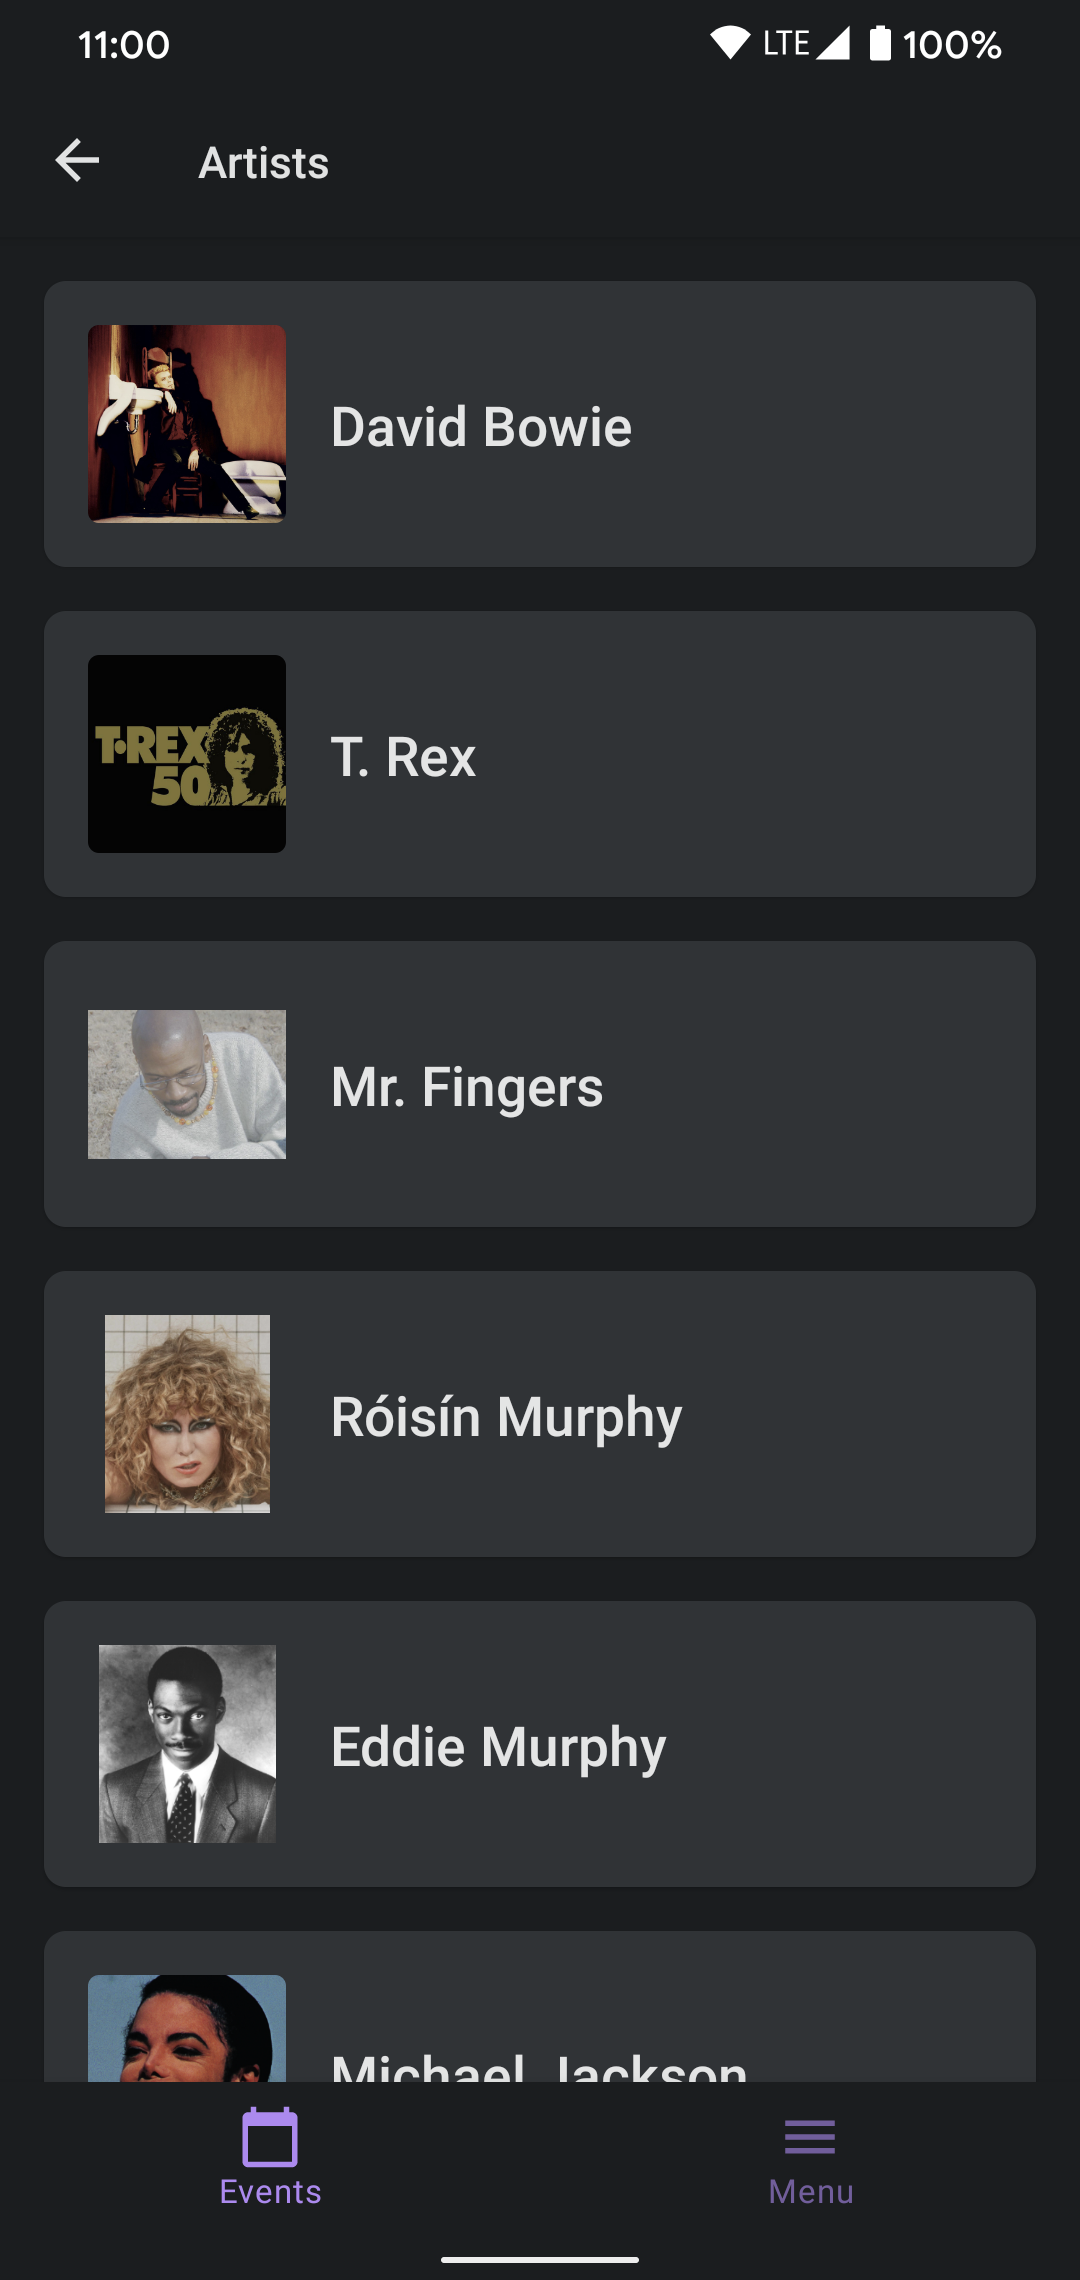 11:00 LTE 100%
Artists
David Bowie
T·REX
50
T. Rex
Mr. Fingers
Róisín Murphy
Eddie Murphy
Michael Jackson
Events Menu